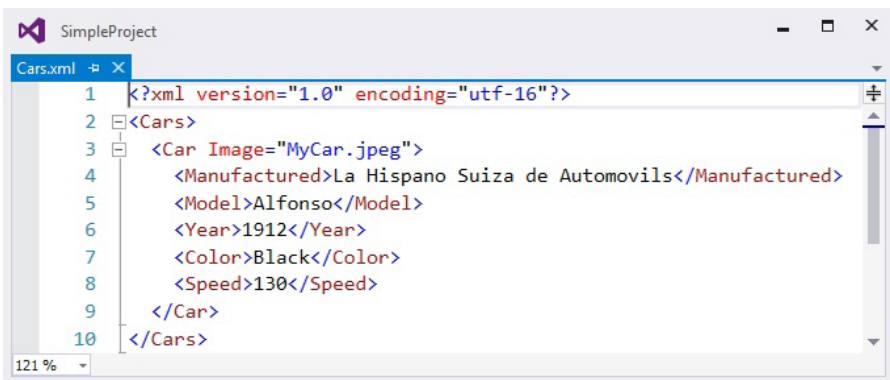 SimpleProject
Cars.xml
1 <?xml version="1.0" encoding="utf-16"?>
2 <Cars>
3 <Car Image="MyCar.jpeg">
4 <Manufactured>La Hispano Suiza de Automovils</Manufactured>
5 <Model>Alfonso</Model>
6 <Year>1912</Year>
7 <Color>Black</Color>
8 <Speed>130</Speed>
9 </Car>
10 </Cars>
121 %